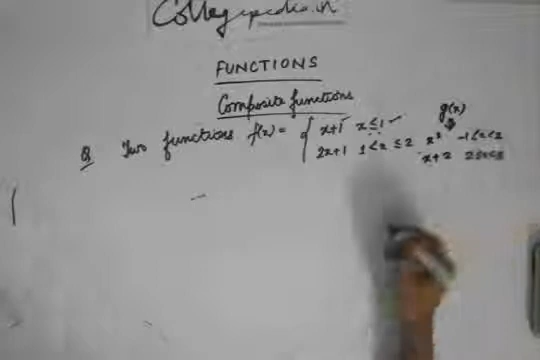 Collegepedia.in
FUNCTIONS
Composite functions
Q Two functions f(x) = { x+1 x ≤ 1
2x+1 1 < x ≤ 2
g(x)
x² -1 < x < 2
x+2 2 ≤ x ≤ 3